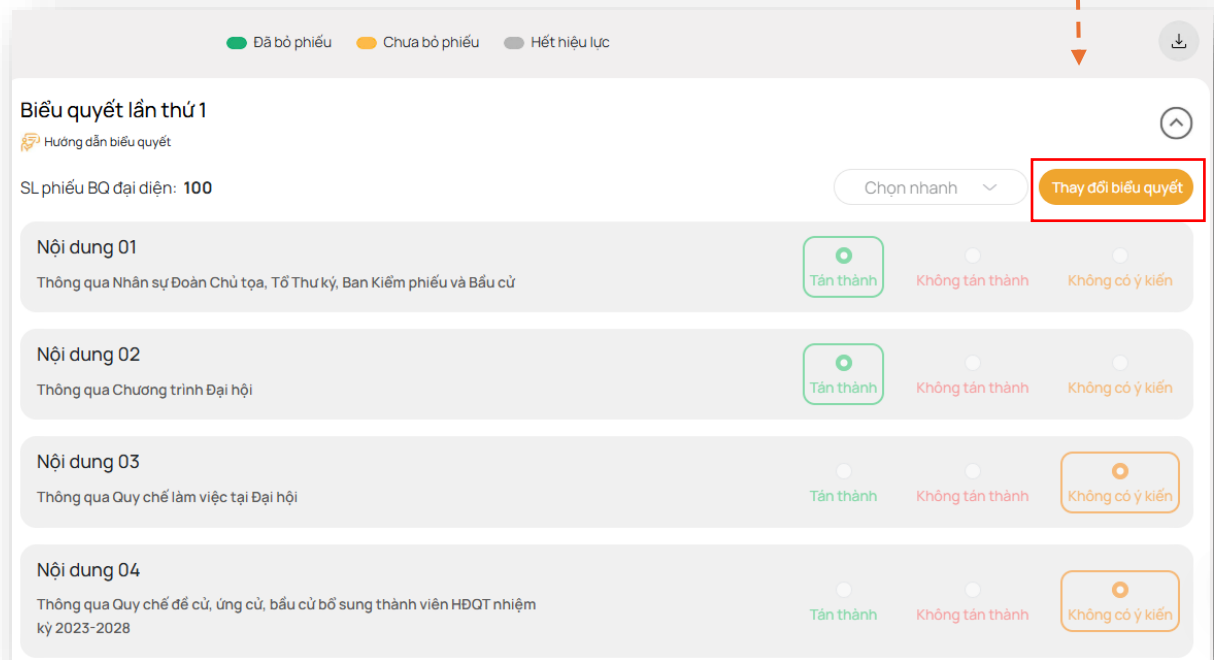 Đã bỏ phiếu Chưa bỏ phiếu Hết hiệu lực
Biểu quyết lần thứ 1
Hướng dẫn biểu quyết
SL phiếu BQ đại diện: 100
Chọn nhanh
Thay đổi biểu quyết
Nội dung 01
Thông qua Nhân sự Đoàn Chủ tọa, Tổ Thư ký, Ban Kiểm phiếu và Bầu cử
Tán thành Không tán thành Không có ý kiến
Nội dung 02
Thông qua Chương trình Đại hội
Tán thành Không tán thành Không có ý kiến
Nội dung 03
Thông qua Quy chế làm việc tại Đại hội
Tán thành Không tán thành Không có ý kiến
Nội dung 04
Thông qua Quy chế đề cử, ứng cử, bầu cử bổ sung thành viên HĐQT nhiệm
kỳ 2023-2028
Tán thành Không tán thành Không có ý kiến